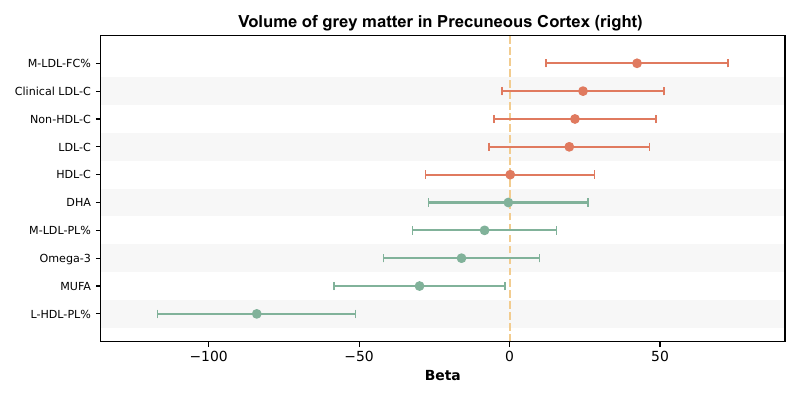 Volume of grey matter in Precuneous Cortex (right)
M-LDL-FC%
Clinical LDL-C
Non-HDL-C
LDL-C
HDL-C
DHA
M-LDL-PL%
Omega-3
MUFA
L-HDL-PL%
−100
−50
0
50
Beta